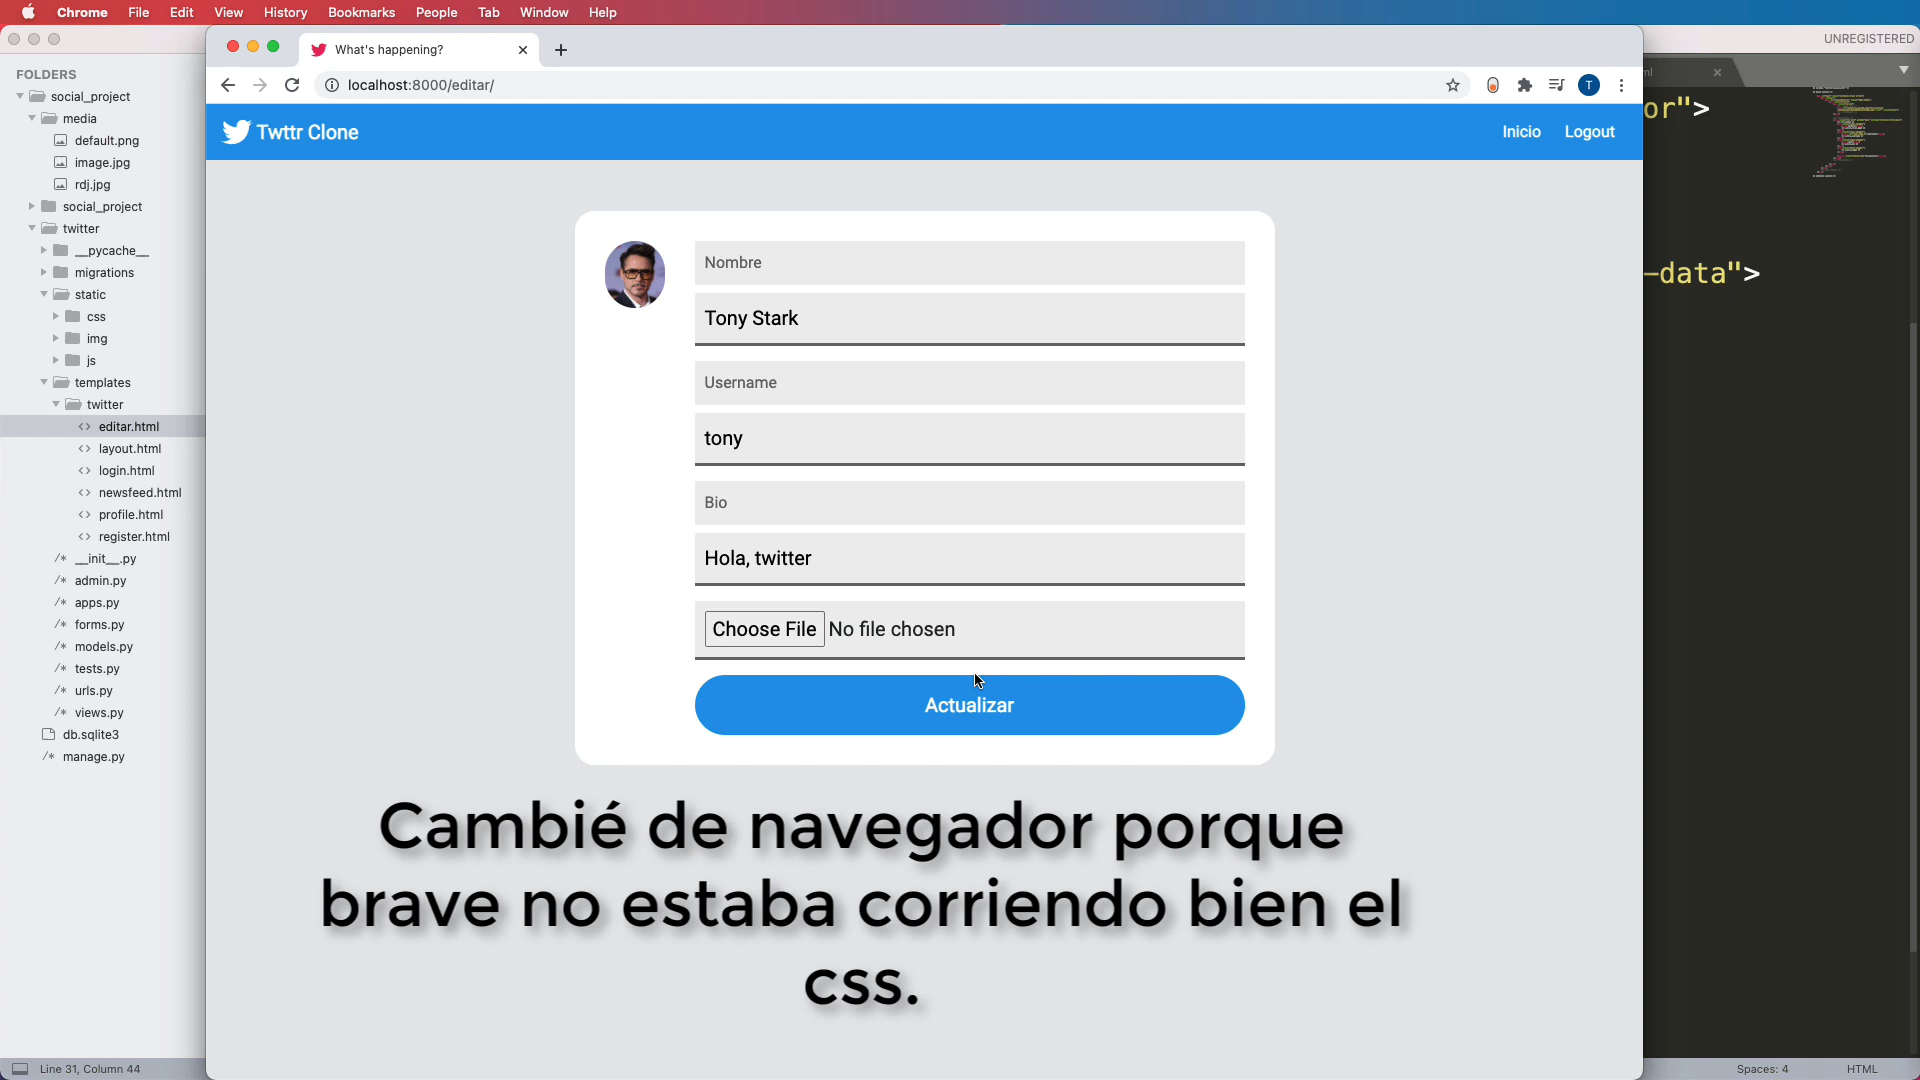 Chrome File Edit View History Bookmarks People Tab Window Help
UNREGISTERED
What's happening?
localhost:8000/editar/
T
Twttr Clone
Inicio Logout
FOLDERS
social_project
media
default.png
image.jpg
rdj.jpg
social_project
twitter
__pycache__
migrations
static
css
img
js
templates
twitter
<> editar.html
<> layout.html
<> login.html
<> newsfeed.html
<> profile.html
<> register.html
/* __init__.py
/* admin.py
/* apps.py
/* forms.py
/* models.py
/* tests.py
/* urls.py
/* views.py
db.sqlite3
/* manage.py
Nombre
Tony Stark
Username
tony
Bio
Hola, twitter
Choose File No file chosen
Actualizar
Cambié de navegador porque
brave no estaba corriendo bien el
css.
ml
or">
-data">
Line 31, Column 44
Spaces: 4 HTML